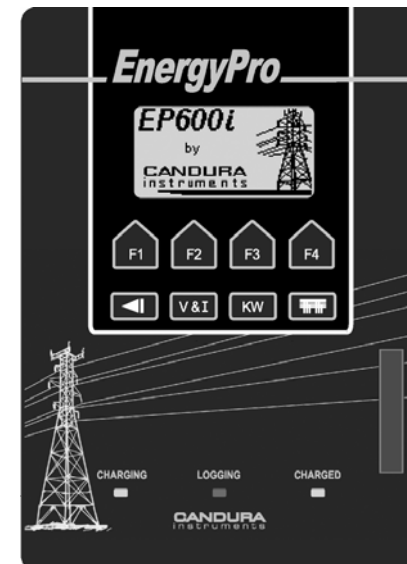 EnergyPro
EP600i
by
CANDURA
instruments
F1 F2 F3 F4
V&I KW
CHARGING LOGGING CHARGED
CANDURA
instruments